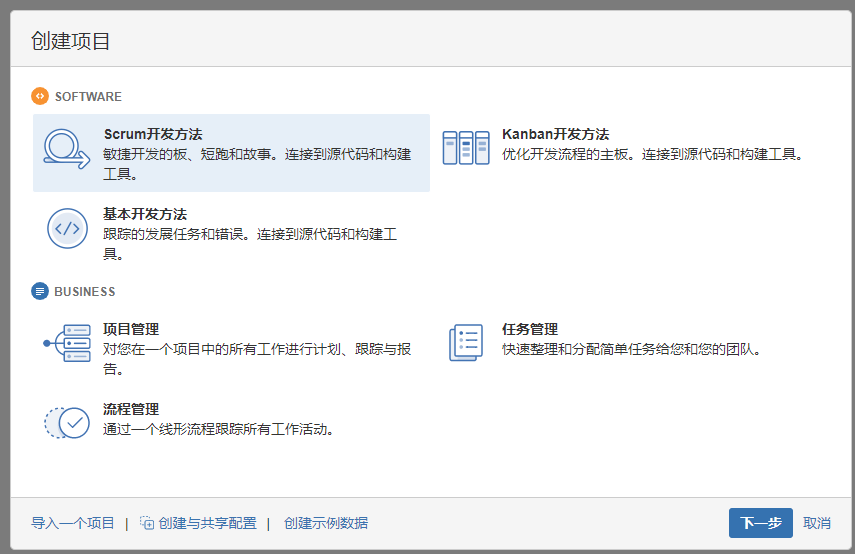 创建项目
SOFTWARE
Scrum开发方法
敏捷开发的板、短跑和故事。连接到源代码和构建
工具。
Kanban开发方法
优化开发流程的主板。连接到源代码和构建工具。
基本开发方法
跟踪的发展任务和错误。连接到源代码和构建工
具。
BUSINESS
项目管理
对您在一个项目中的所有工作进行计划、跟踪与报
告。
任务管理
快速整理和分配简单任务给您和您的团队。
流程管理
通过一个线形流程跟踪所有工作活动。
导入一个项目 | 创建与共享配置 | 创建示例数据 下一步 取消